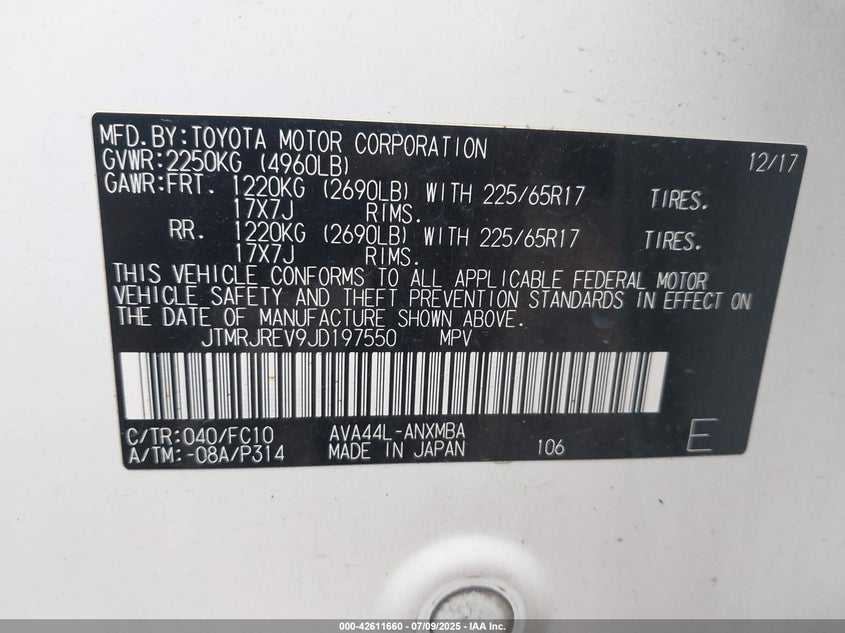 MFD.BY:TOYOTA MOTOR CORPORATION 12/17
GVWR:2250KG (4960LB)
GAWR:FRT. 1220KG (2690LB) WITH 225/65R17 TIRES.
17X7J RIMS.
RR. 1220KG (2690LB) WITH 225/65R17 TIRES.
17X7J RIMS.
THIS VEHICLE CONFORMS TO ALL APPLICABLE FEDERAL MOTOR
VEHICLE SAFETY AND THEFT PREVENTION STANDARDS IN EFFECT ON
THE DATE OF MANUFACTURE SHOWN ABOVE.
JTMRJREV9JD197550 MPV
C/TR:040/FC10 AVA44L-ANXMBA
A/TM:-08A/P314 MADE IN JAPAN 106 E
000-42611660 - 07/09/2025 - IAA Inc.